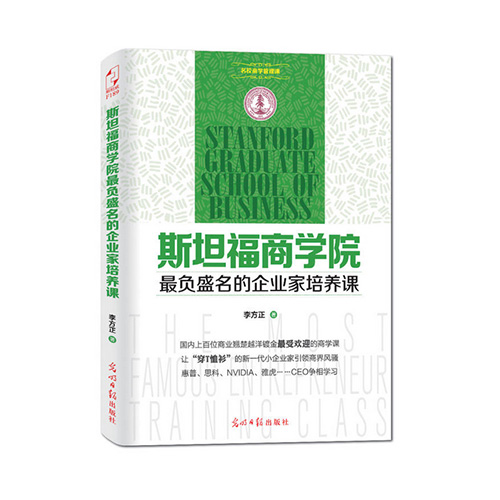 名校商学管理课
STANFORD
GRADUATE
SCHOOL OF
BUSINESS
斯坦福商学院
最负盛名的企业家培养课
李方正 著
国内上百位商业翘楚越洋镀金最受欢迎的商学课
让“穿T恤衫”的新一代小企业家引领商界风骚
惠普、思科、NVIDIA、雅虎……CEO争相学习
THE MOST
FAMOUS ENTREPRENEUR
TRAINING CLASS
光明日报出版社
斯坦福商学院最负盛名的企业家培养课
李方正 著